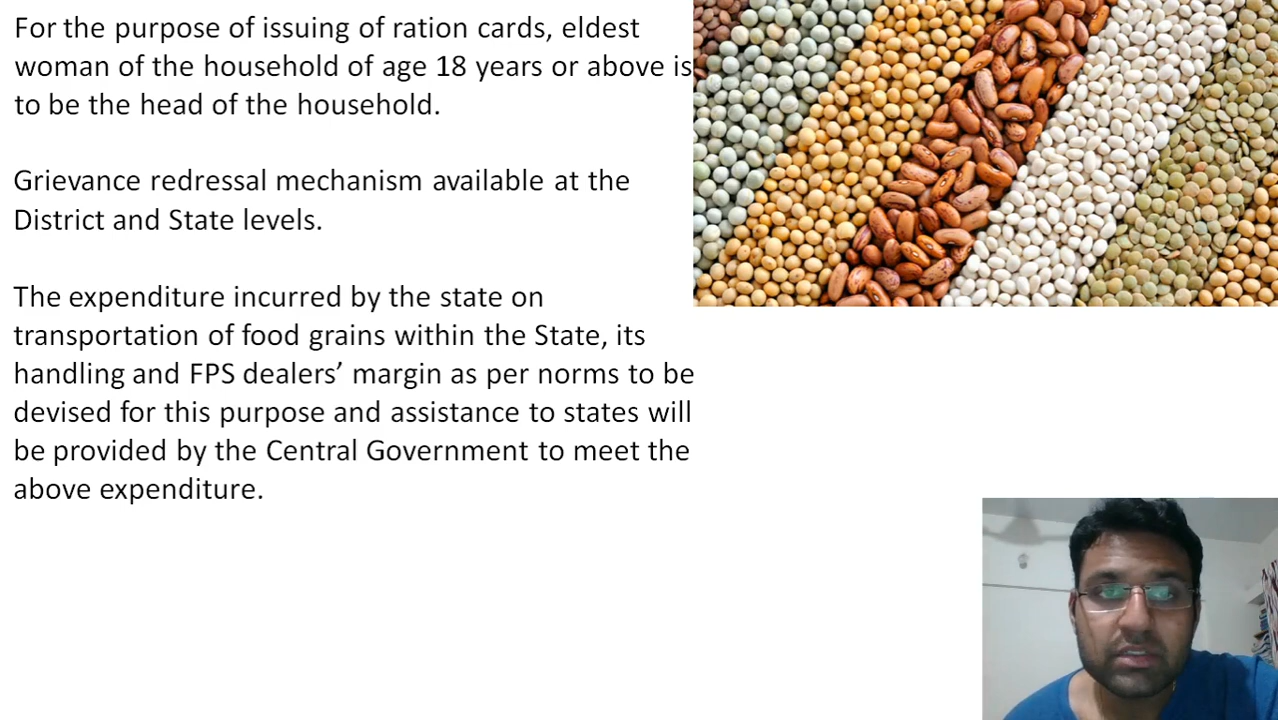 For the purpose of issuing of ration cards, eldest
woman of the household of age 18 years or above is
to be the head of the household.
Grievance redressal mechanism available at the
District and State levels.
The expenditure incurred by the state on
transportation of food grains within the State, its
handling and FPS dealers’ margin as per norms to be
devised for this purpose and assistance to states will
be provided by the Central Government to meet the
above expenditure.